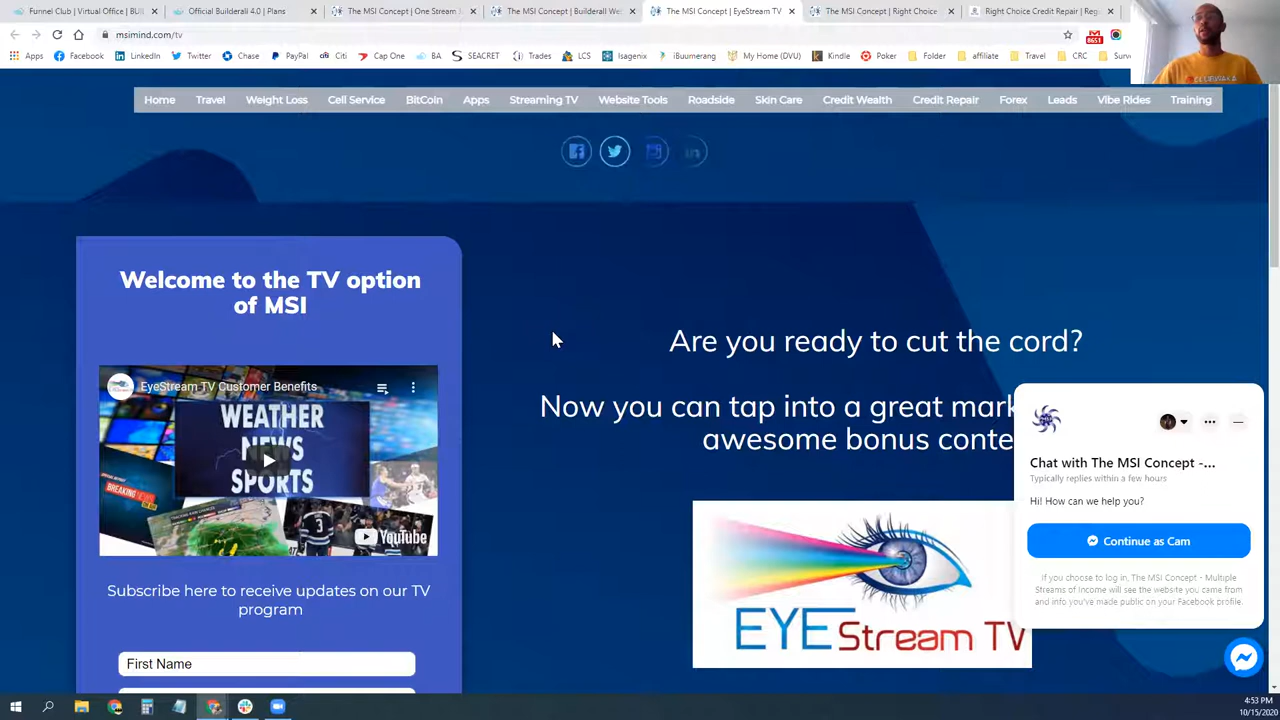 Funnel Club | Virtual Office | BUIL
Official Builderall 4.0 | Plans
The MSI Concept | One Stream S
The MSI Concept | Builderall We
The MSI Concept | EyeStream TV
The MSI Concept | Right Choice
Right Choice Credit Repair | Reg
msimind.com/tv
8651
Apps
Facebook
LinkedIn
Twitter
Chase
PayPal
Citi
Cap One
BA
SEACRET
Trades
LCS
Isagenix
iBuumerang
My Home (DVU)
Kindle
Poker
Folder
affiliate
Trading
CRC
Surv
Home
Travel
Weight Loss
Cell Service
BitCoin
Apps
Streaming TV
Website Tools
Roadside
Skin Care
Credit Wealth
Credit Repair
Forex
Leads
Vibe Rides
Training
Welcome to the TV option
of MSI
EyeStream TV Customer Benefits
WEATHER
NEWS
SPORTS
BREAKING NEWS
YouTube
Subscribe here to receive updates on our TV
program
First Name
Are you ready to cut the cord?
Now you can tap into a great mark
awesome bonus conte
EYEStream TV
Chat with The MSI Concept -...
Typically replies within a few hours
Hi! How can we help you?
Continue as Cam
If you choose to log in, The MSI Concept - Multiple
Streams of Income will see the website you came from
and info you've made public on your Facebook profile.
4:53 PM
10/15/2020